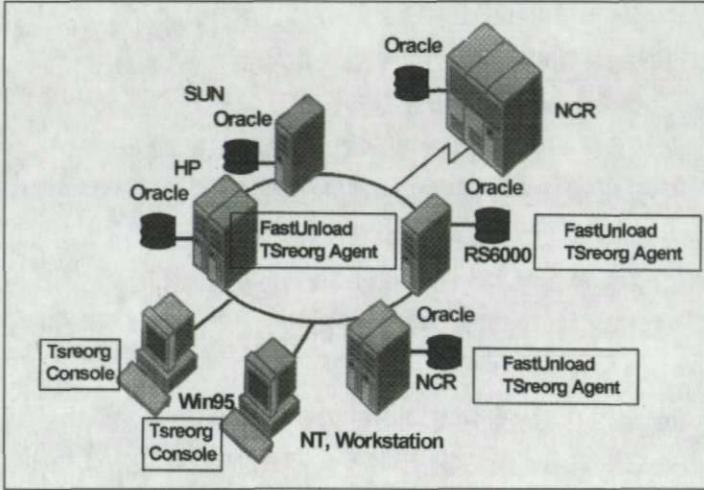 Oracle
NCR
SUN
Oracle
HP
Oracle
FastUnload
TSreorg Agent
Oracle
RS6000
FastUnload
TSreorg Agent
Oracle
NCR
FastUnload
TSreorg Agent
Tsreorg
Console
Win95
Tsreorg
Console
NT, Workstation